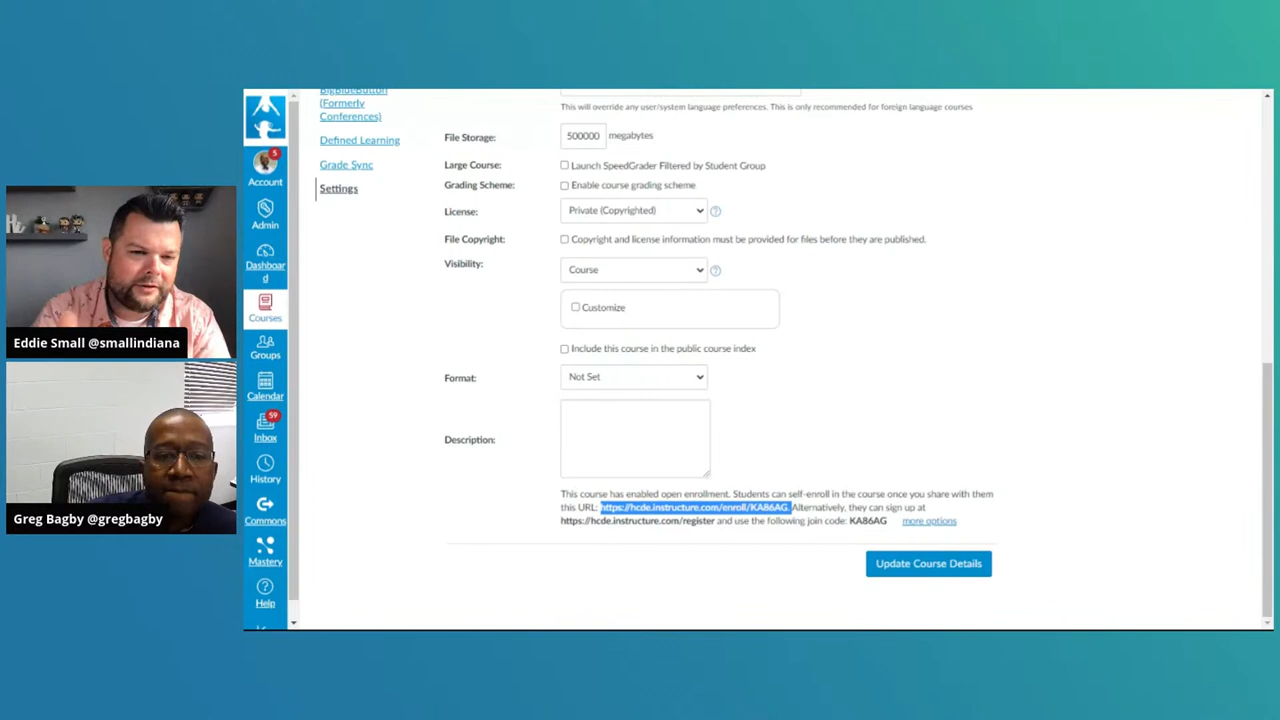 BigBlueButton
(Formerly
Conferences)
Defined Learning
Grade Sync
Settings
5
Account
Admin
Dashboar
d
Courses
Groups
Calendar
59
Inbox
History
Commons
Mastery
Help
This will override any user/system language preferences. This is only recommended for foreign language courses
File Storage: 500000 megabytes
Large Course: Launch SpeedGrader Filtered by Student Group
Grading Scheme: Enable course grading scheme
License: Private (Copyrighted)
File Copyright: Copyright and license information must be provided for files before they are published.
Visibility: Course
Customize
Include this course in the public course index
Format: Not Set
Description:
This course has enabled open enrollment. Students can self-enroll in the course once you share with them
this URL: https://hcde.instructure.com/enroll/KA86AG. Alternatively, they can sign up at
https://hcde.instructure.com/register and use the following join code: KA86AG more options
Update Course Details
Eddie Small @smallindiana
Greg Bagby @gregbagby